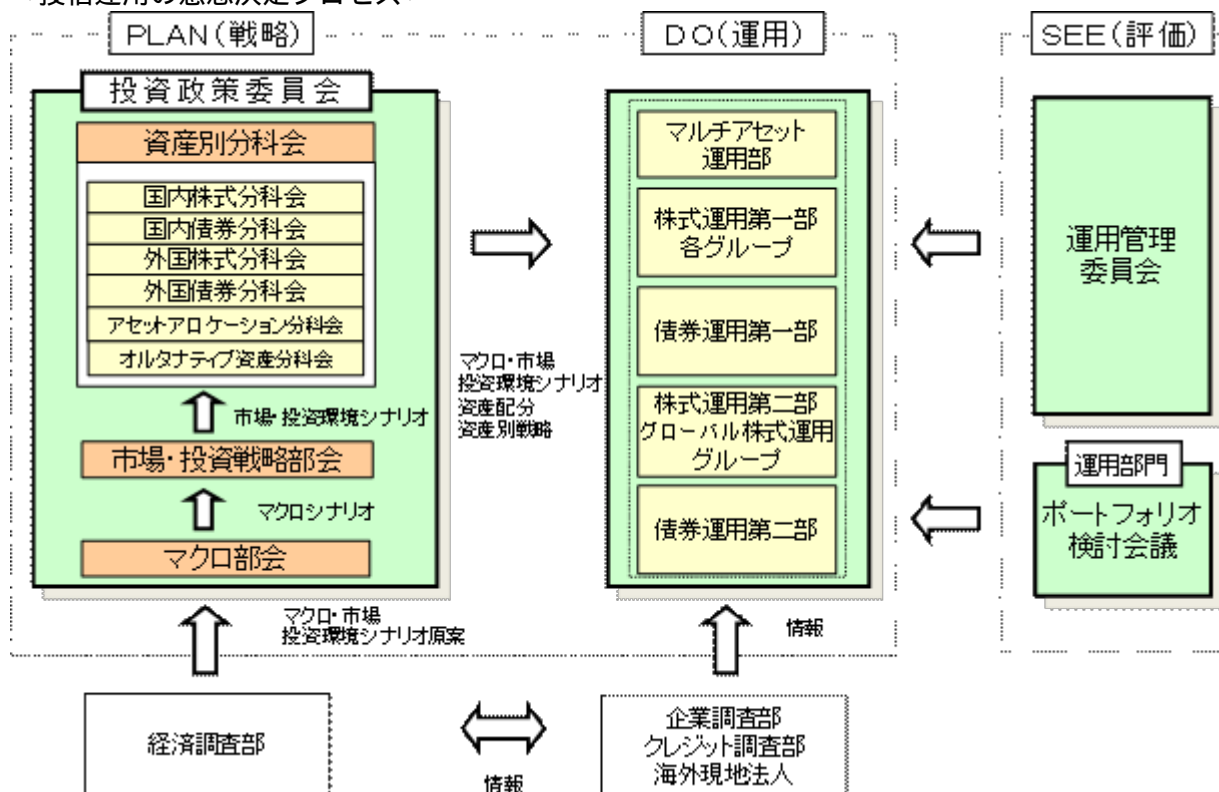 投信運用の意思決定プロセス
PLAN(戦略)
DO(運用)
SEE(評価)
投資政策委員会
資産別分科会
国内株式分科会
国内債券分科会
外国株式分科会
外国債券分科会
アセットアロケーション分科会
オルタナティブ資産分科会
市場・投資環境シナリオ
市場・投資戦略部会
マクロシナリオ
マクロ部会
マクロ・市場
投資環境シナリオ原案
経済調査部
マクロ・市場
投資環境シナリオ
資産配分
資産別戦略
マルチアセット
運用部
株式運用第一部
各グループ
債券運用第一部
株式運用第二部
グローバル株式運用
グループ
債券運用第二部
情報
情報
企業調査部
クレジット調査部
海外現地法人
運用管理
委員会
運用部門
ポートフォリオ
検討会議